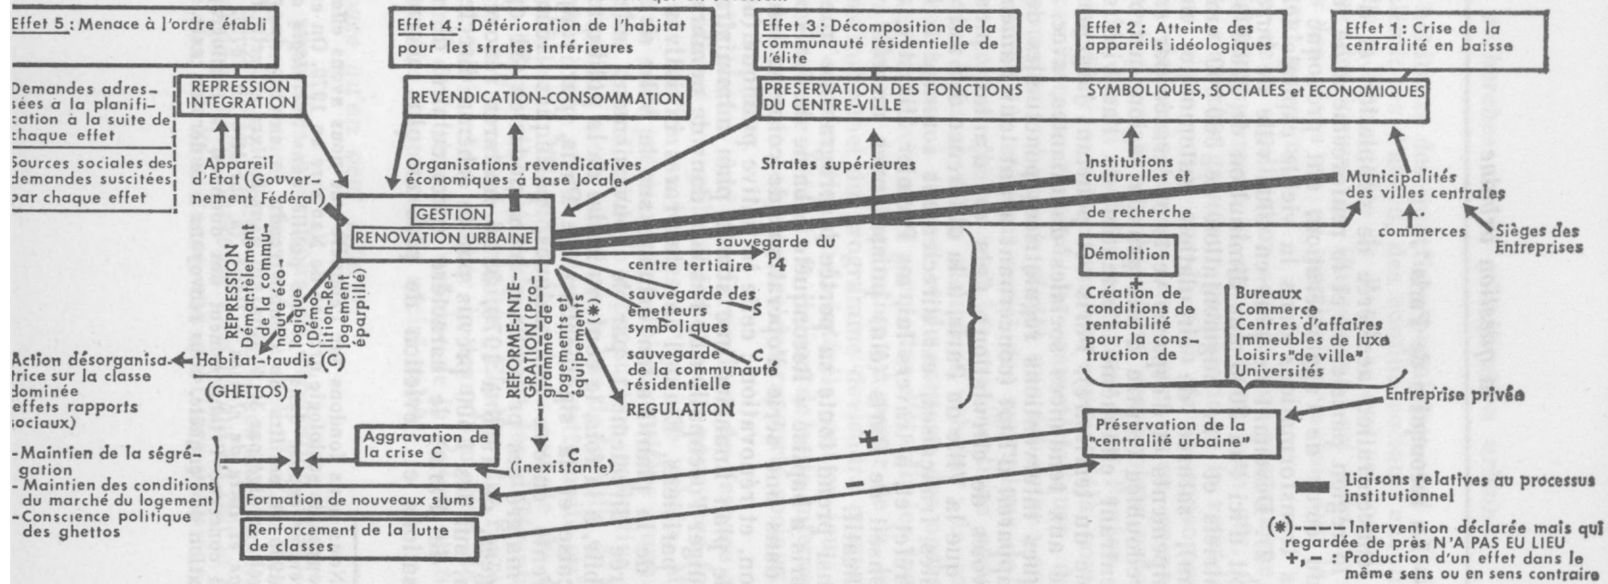 Effet 5 : Menace à l'ordre établi
Effet 4 : Détérioration de l'habitat
pour les strates inférieures
Effet 3 : Décomposition de la
communauté résidentielle de
l'élite
Effet 2 : Atteinte des
appareils idéologiques
Effet 1 : Crise de la
centralité en baisse
Demandes adres-
sées à la planifi-
cation à la suite de
chaque effet
REPRESSION
INTEGRATION
REVENDICATION-CONSOMMATION
PRESERVATION DES FONCTIONS
DU CENTRE-VILLE
SYMBOLIQUES, SOCIALES et ECONOMIQUES
Sources sociales des
demandes suscitées
par chaque effet
Appareil
d'Etat (Gouver-
nement Fédéral)
Organisations revendicatives
économiques à base locale
Strates supérieures
Institutions
culturelles et
de recherche
Municipalités
des villes centrales
commerces
Sièges des
Entreprises
GESTION
RENOVATION URBAINE
REPRESSION
Démantèlement
de la commu-
nauté éco-
logique
(Démo-
lition-Re
logement
éparpillé)
REFORME-INTE-
GRATION (Pro-
gramme de
logements et
équipements
(*)
sauvegarde du
centre tertiaire
P4
sauvegarde des
émetteurs
symboliques
S
sauvegarde
de la communauté
résidentielle
C
REGULATION
Démolition
+
Création de
conditions de
rentabilité
pour la cons-
truction de
Bureaux
Commerce
Centres d'affaires
Immeubles de luxe
Loisirs "de ville"
Universités
Entreprise privée
Préservation de la
"centralité urbaine"
Action désorganisa-
trice sur la classe
dominée
effets rapports
sociaux)
Habitat-taudis (C)
(GHETTOS)
-Maintien de la ségré-
gation
-Maintien des conditions
du marché du logement
-Conscience politique
des ghettos
Aggravation de
la crise C
C
(inexistante)
Formation de nouveaux slums
Renforcement de la lutte
de classes
+
-
Liaisons relatives au processus
institutionnel
(*)---- Intervention déclarée mais qui
regardée de près N'A PAS EU LIEU
+, - : Production d'un effet dans le
même sens ou en sens contraire